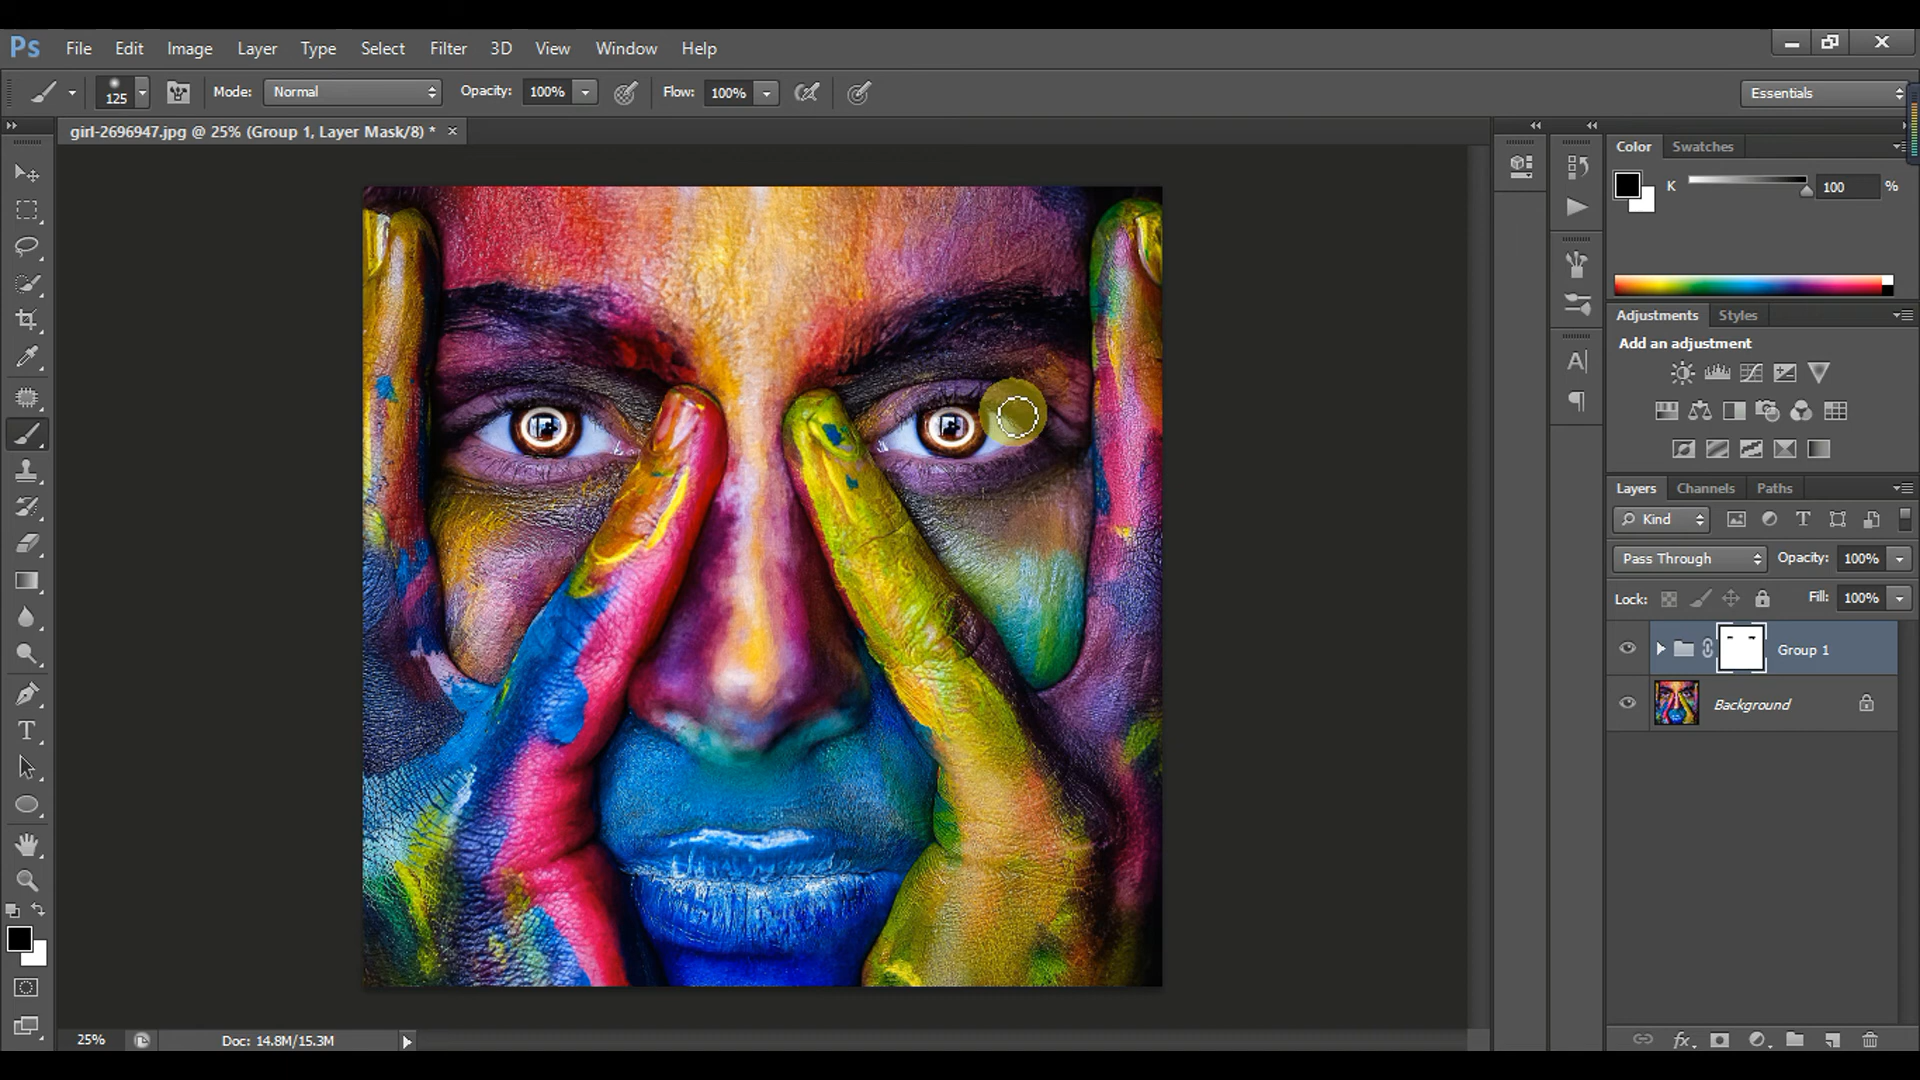 Ps File Edit Image Layer Type Select Filter 3D View Window Help
125 Mode: Normal Opacity: 100% Flow: 100% Essentials
girl-2696947.jpg @ 25% (Group 1, Layer Mask/8) *
Color Swatches
K 100 %
Adjustments Styles
Add an adjustment
Layers Channels Paths
Kind
Pass Through Opacity: 100%
Lock: Fill: 100%
Group 1
Background
25% Doc: 14.8M/15.3M